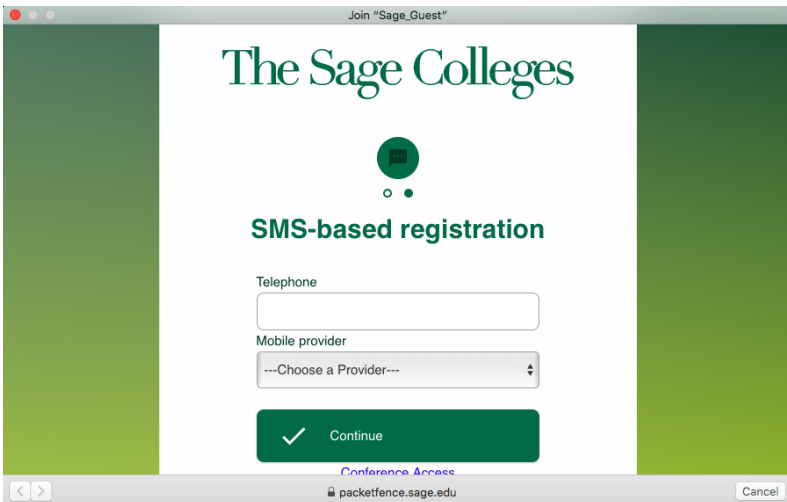 Join “Sage_Guest”
The Sage Colleges
SMS-based registration
Telephone
Mobile provider
---Choose a Provider---
Continue
Conference Access
packetfence.sage.edu
Cancel